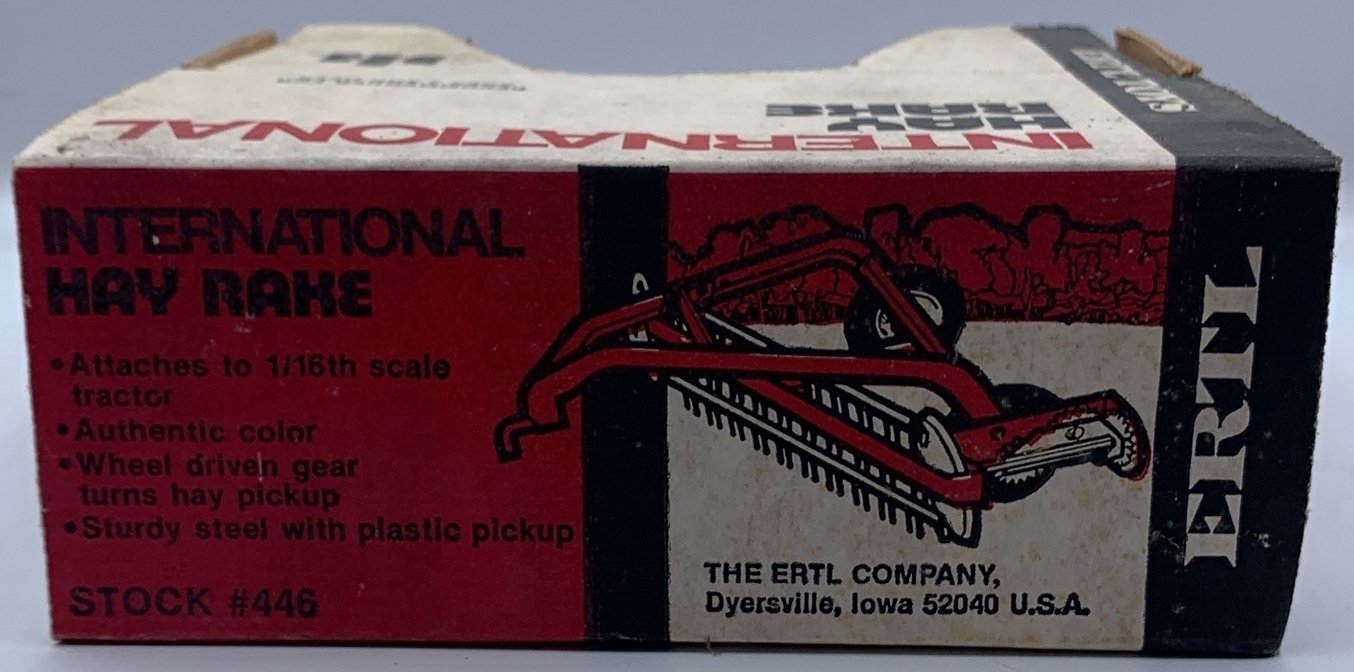 INTERNATIONAL
HAY RAKE
INTERNATIONAL
HAY RAKE
•Attaches to 1/16th scale
tractor
•Authentic color
•Wheel driven gear
turns hay pickup
•Sturdy steel with plastic pickup
STOCK #446
THE ERTL COMPANY,
Dyersville, Iowa 52040 U.S.A.
ERTL